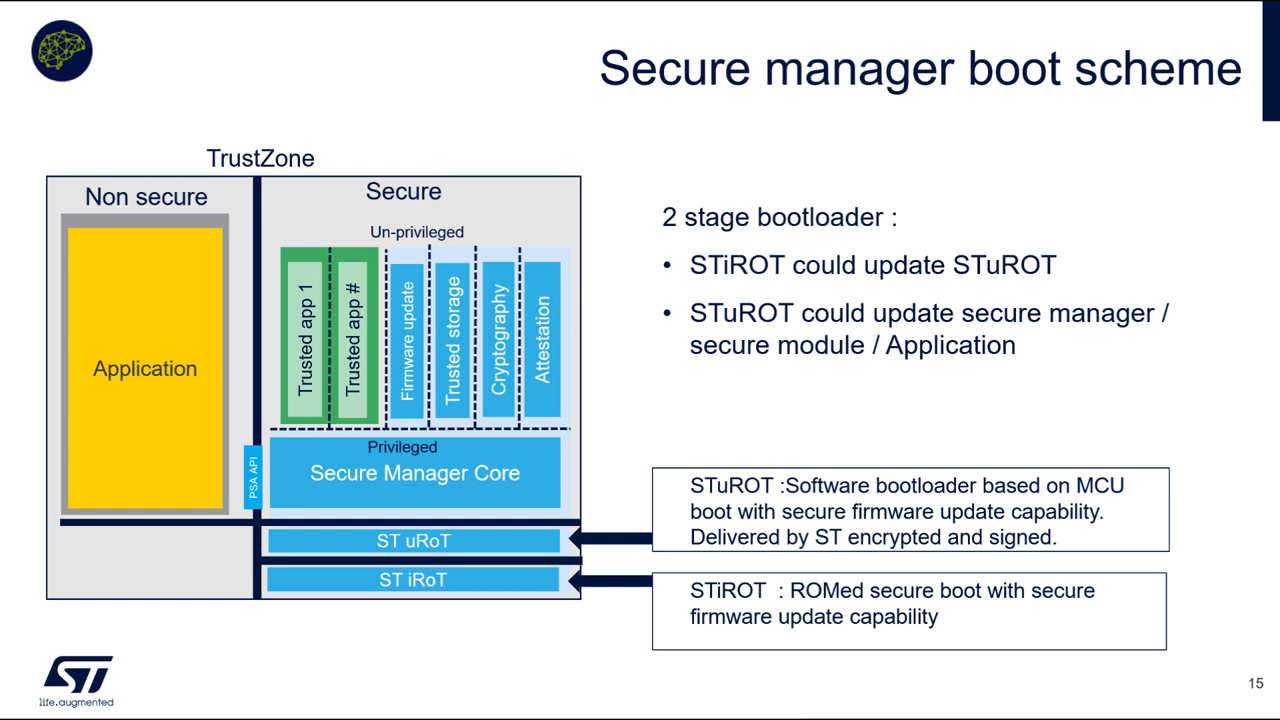 Secure manager boot scheme
TrustZone
Non secure
Secure
Un-privileged
Application
Trusted app 1
Trusted app #
Firmware update
Trusted storage
Cryptography
Attestation
PSA API
Privileged
Secure Manager Core
ST uRoT
ST iRoT
2 stage bootloader :
• STiROT could update STuROT
• STuROT could update secure manager /
secure module / Application
STuROT :Software bootloader based on MCU
boot with secure firmware update capability.
Delivered by ST encrypted and signed.
STiROT : ROMed secure boot with secure
firmware update capability
ST
life.augmented
15